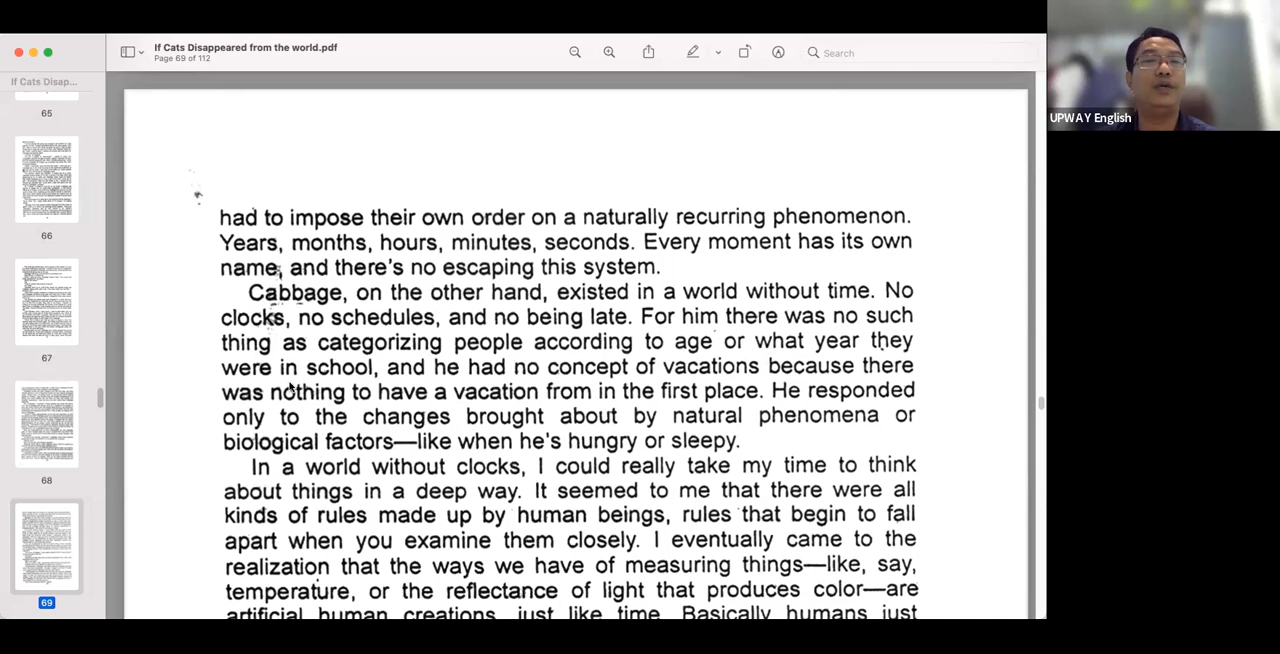 If Cats Disappeared from the world.pdf
Page 69 of 112
Search
If Cats Disap...
65
66
67
68
69
had to impose their own order on a naturally recurring phenomenon.
Years, months, hours, minutes, seconds. Every moment has its own
name, and there's no escaping this system.
Cabbage, on the other hand, existed in a world without time. No
clocks, no schedules, and no being late. For him there was no such
thing as categorizing people according to age or what year they
were in school, and he had no concept of vacations because there
was nothing to have a vacation from in the first place. He responded
only to the changes brought about by natural phenomena or
biological factors—like when he's hungry or sleepy.
In a world without clocks, I could really take my time to think
about things in a deep way. It seemed to me that there were all
kinds of rules made up by human beings, rules that begin to fall
apart when you examine them closely. I eventually came to the
realization that the ways we have of measuring things—like, say,
temperature, or the reflectance of light that produces color—are
artificial human creations, just like time. Basically humans just
UPWAY English